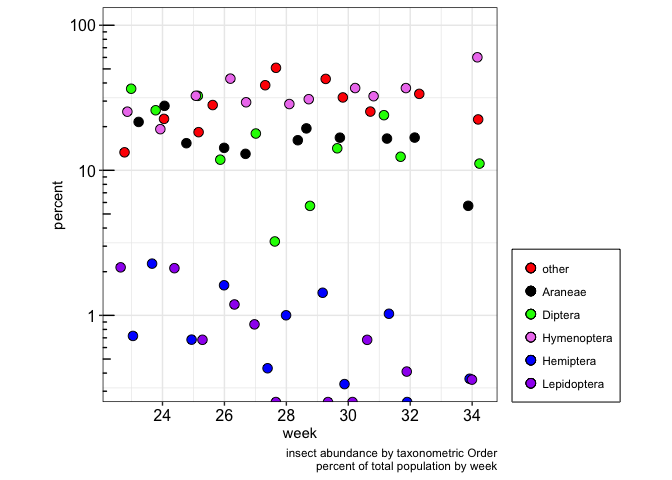 100
10
1
percent
24 26 28 30 32 34
week
other
Araneae
Diptera
Hymenoptera
Hemiptera
Lepidoptera
insect abundance by taxonometric Order
percent of total population by week